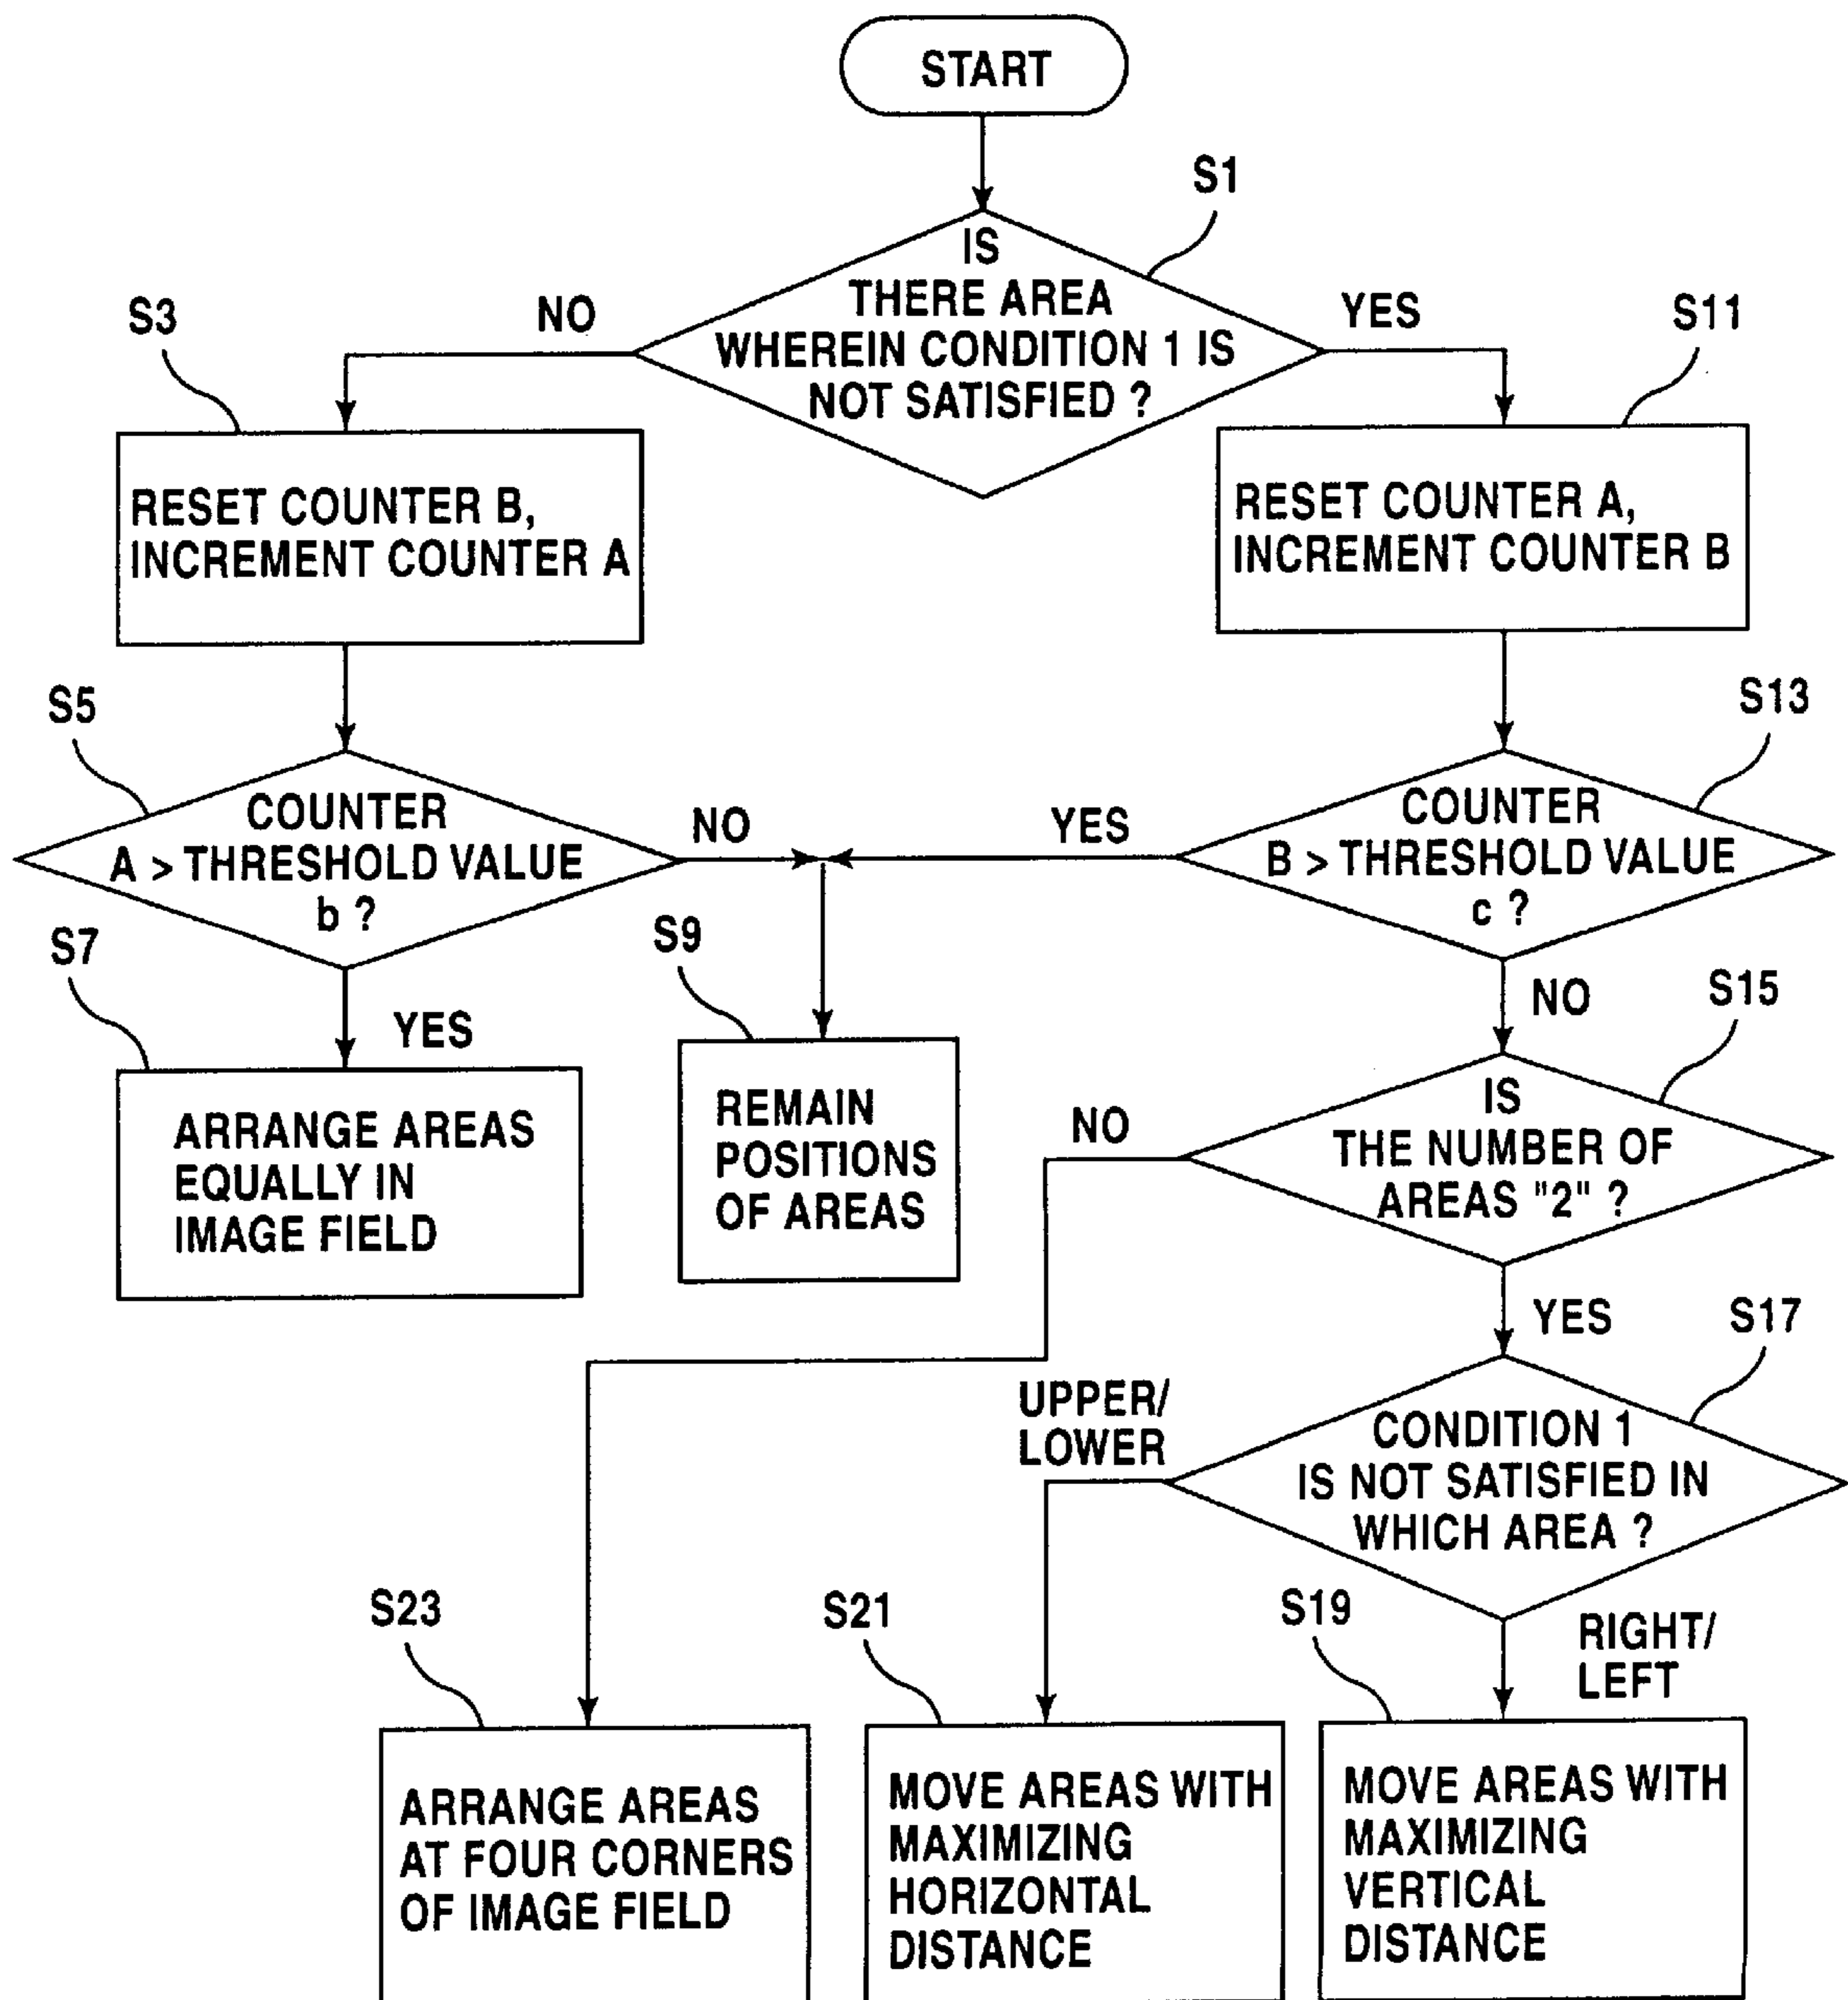 START
S1
IS
THERE AREA
WHEREIN CONDITION 1 IS
NOT SATISFIED ?
NO
YES
S3
RESET COUNTER B,
INCREMENT COUNTER A
S11
RESET COUNTER A,
INCREMENT COUNTER B
S5
COUNTER
A > THRESHOLD VALUE
b ?
NO
YES
S13
COUNTER
B > THRESHOLD VALUE
c ?
YES
NO
S7
ARRANGE AREAS
EQUALLY IN
IMAGE FIELD
S9
REMAIN
POSITIONS
OF AREAS
S15
IS
THE NUMBER OF
AREAS "2" ?
NO
YES
S17
CONDITION 1
IS NOT SATISFIED IN
WHICH AREA ?
UPPER/
LOWER
RIGHT/
LEFT
S23
ARRANGE AREAS
AT FOUR CORNERS
OF IMAGE FIELD
S21
MOVE AREAS WITH
MAXIMIZING
HORIZONTAL
DISTANCE
S19
MOVE AREAS WITH
MAXIMIZING
VERTICAL
DISTANCE